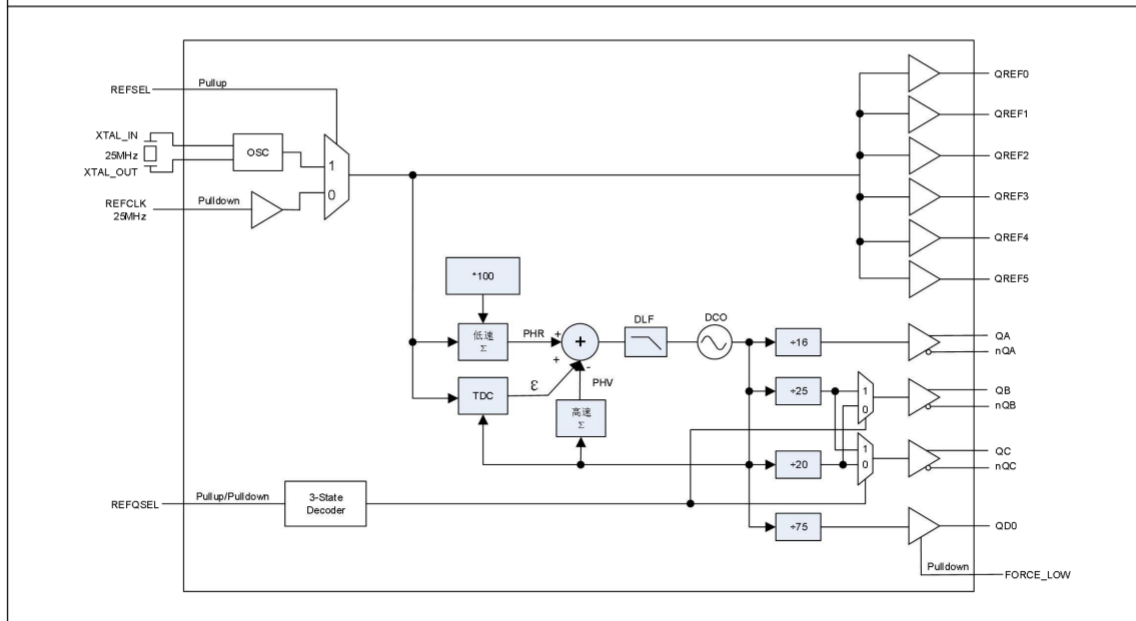 REFSEL
Pullup
XTAL_IN
25MHz
XTAL_OUT
OSC
1
0
REFCLK
25MHz
Pulldown
QREF0
QREF1
QREF2
QREF3
QREF4
QREF5
*100
低速
Σ
PHR
+
+
+
-
PHV
TDC
ε
高速
Σ
DLF
DCO
÷16
÷25
÷20
÷75
1
0
1
0
QA
nQA
QB
nQB
QC
nQC
QD0
REFQSEL
Pullup/Pulldown
3-State
Decoder
Pulldown
FORCE_LOW